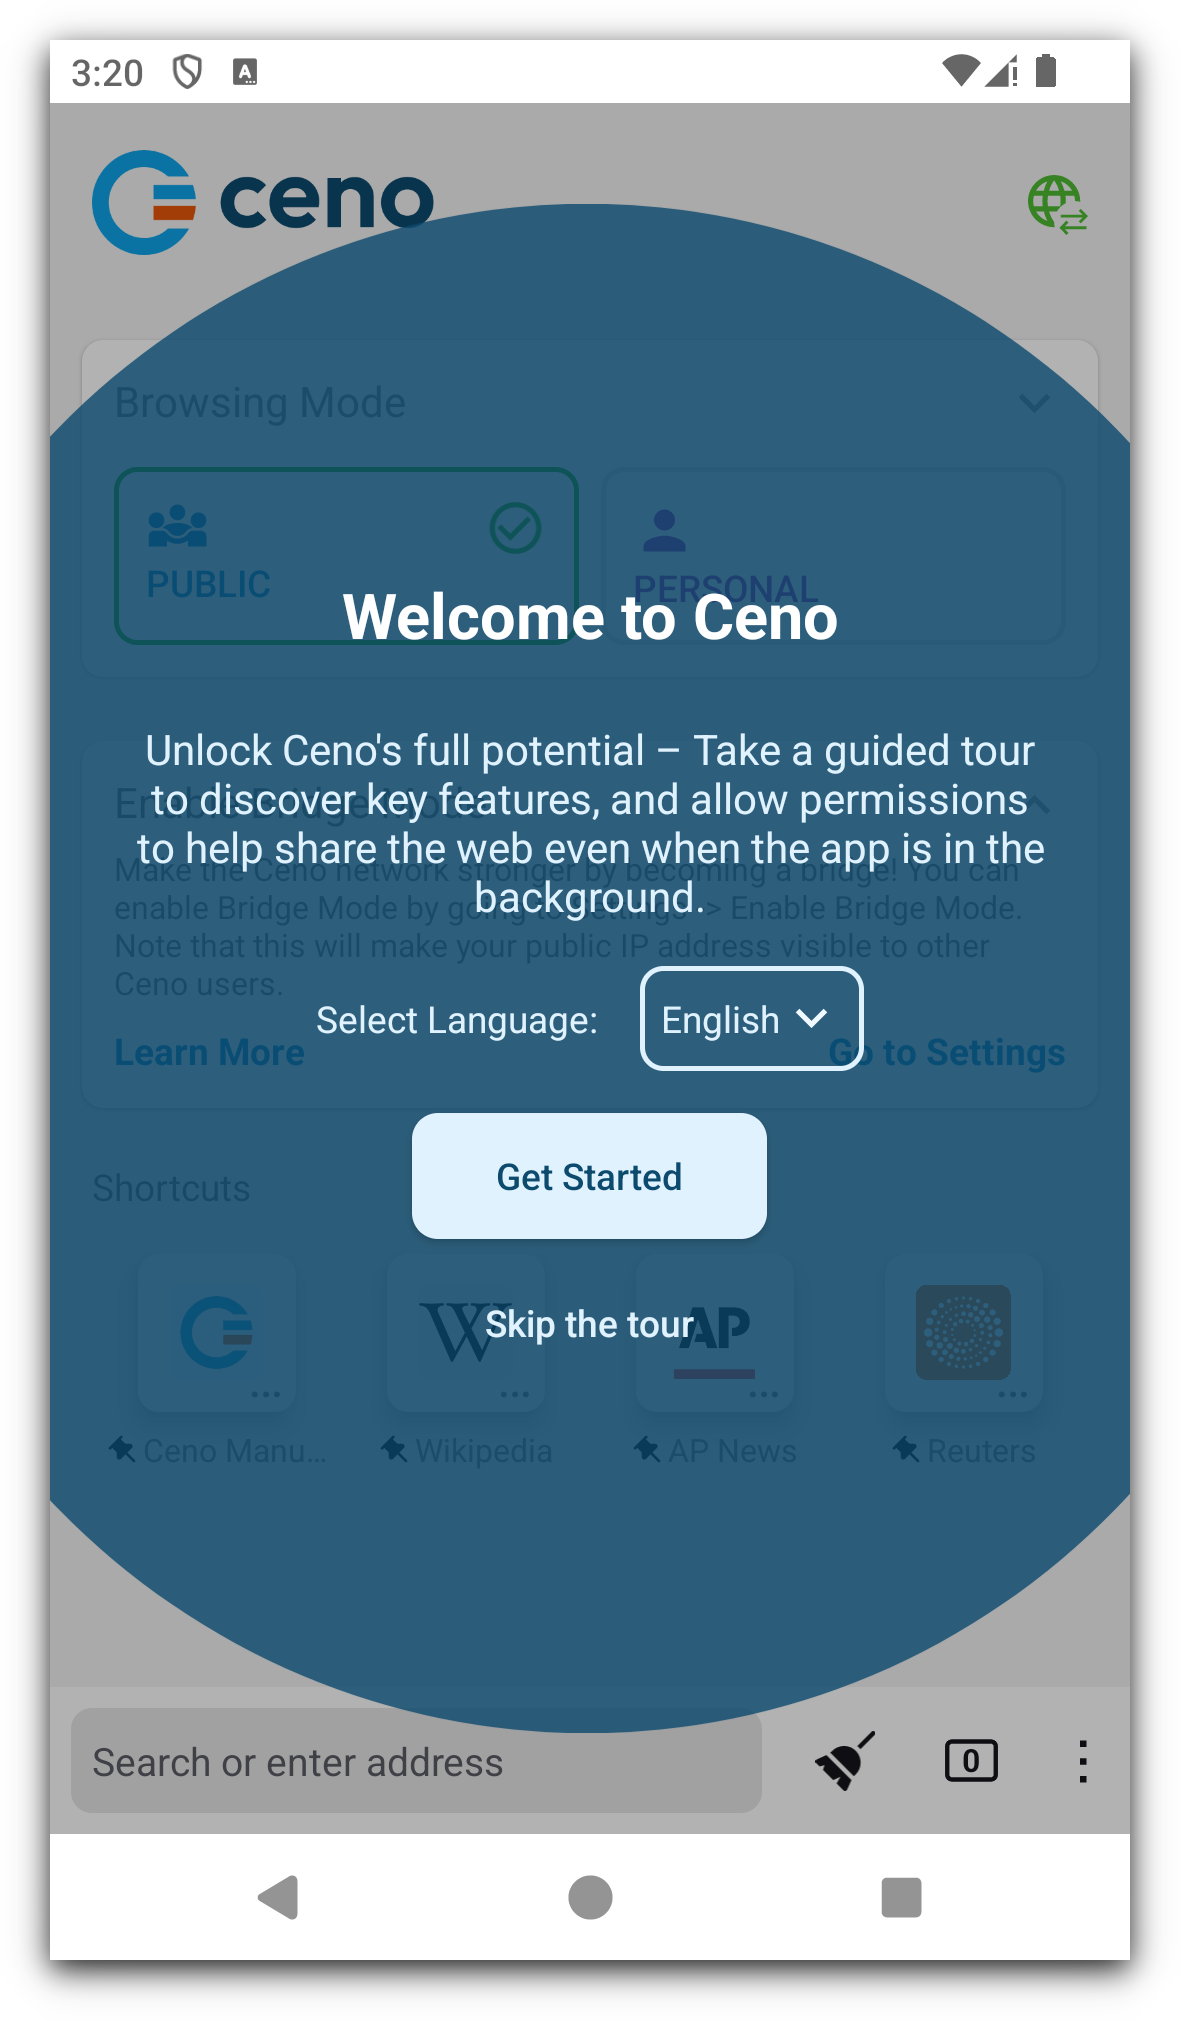 3:20
A
ceno
Browsing Mode
PUBLIC
PERSONAL
Welcome to Ceno
Unlock Ceno's full potential – Take a guided tour
to discover key features, and allow permissions
to help share the web even when the app is in the
background.
Enable Bridge Mode
Make the Ceno network stronger by becoming a bridge! You can
enable Bridge Mode by going to Settings -> Enable Bridge Mode.
Note that this will make your public IP address visible to other
Ceno users.
Select Language: English
Learn More Go to Settings
Get Started
Shortcuts
W
AP
Skip the tour
Ceno Manu... Wikipedia AP News Reuters
Search or enter address
0